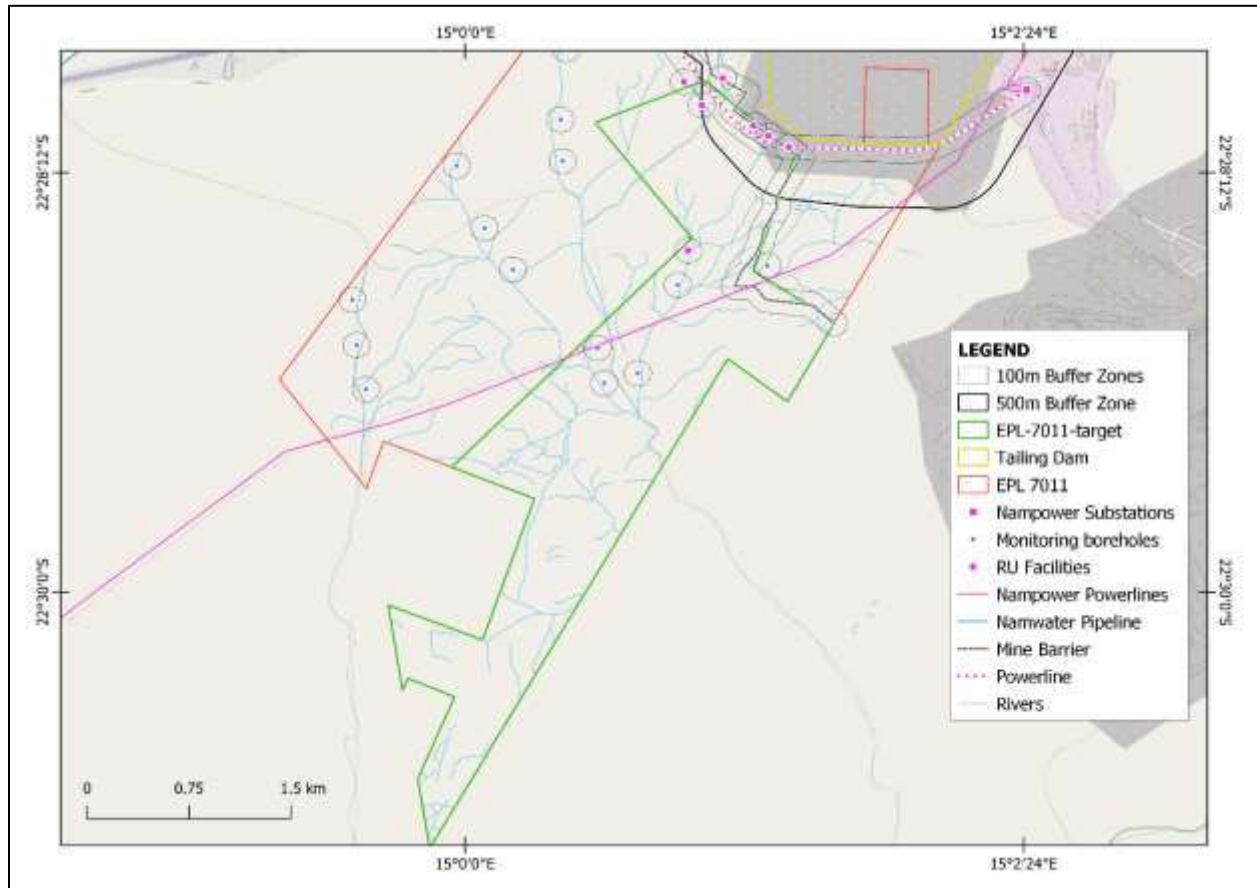 15°0'0"E
15°2'24"E
22°28'12"S
22°28'12"S
LEGEND
100m Buffer Zones
500m Buffer Zone
EPL-7011-target
Tailing Dam
EPL 7011
Nampower Substations
Monitoring boreholes
RU Facilities
Nampower Powerlines
Namwater Pipeline
Mine Barrier
Powerline
Rivers
22°30'0"S
22°30'0"S
0 0.75 1.5 km
15°0'0"E
15°2'24"E